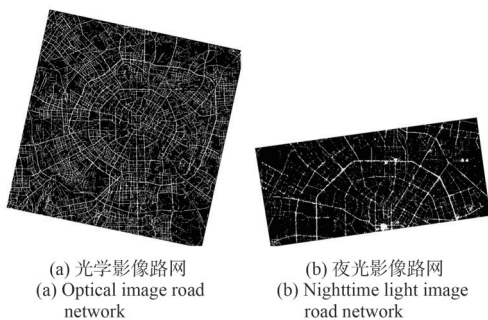 (a) 光学影像路网
(a) Optical image road
network
(b) 夜光影像路网
(b) Nighttime light image
road network